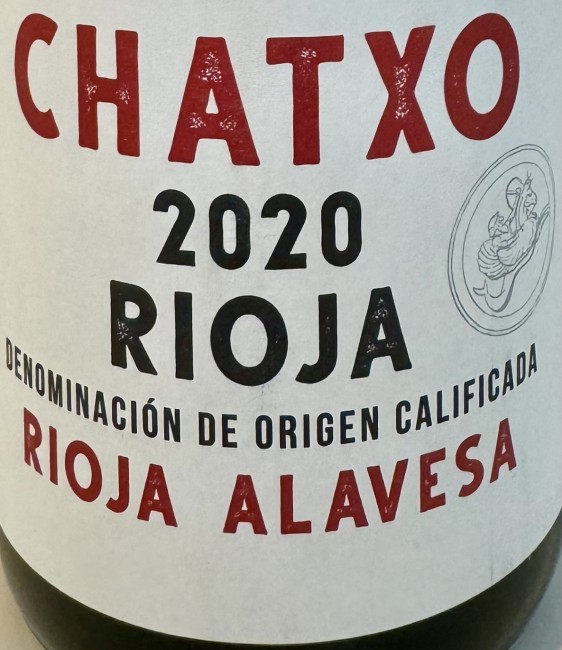 CHATXO
2020
RIOJA
DENOMINACIÓN DE ORIGEN CALIFICADA
RIOJA ALAVESA